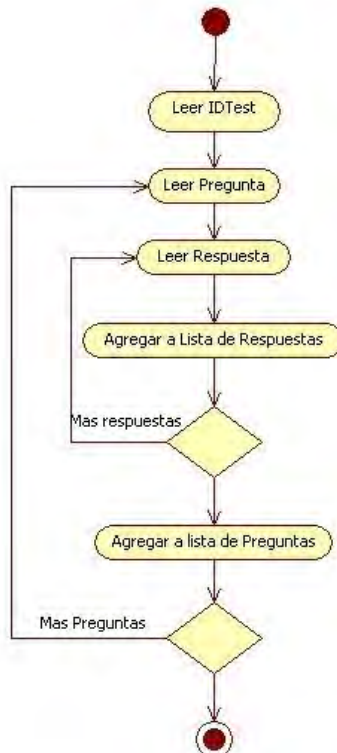 Leer IDTest
Leer Pregunta
Leer Respuesta
Agregar a Lista de Respuestas
Mas respuestas
Agregar a lista de Preguntas
Mas Preguntas